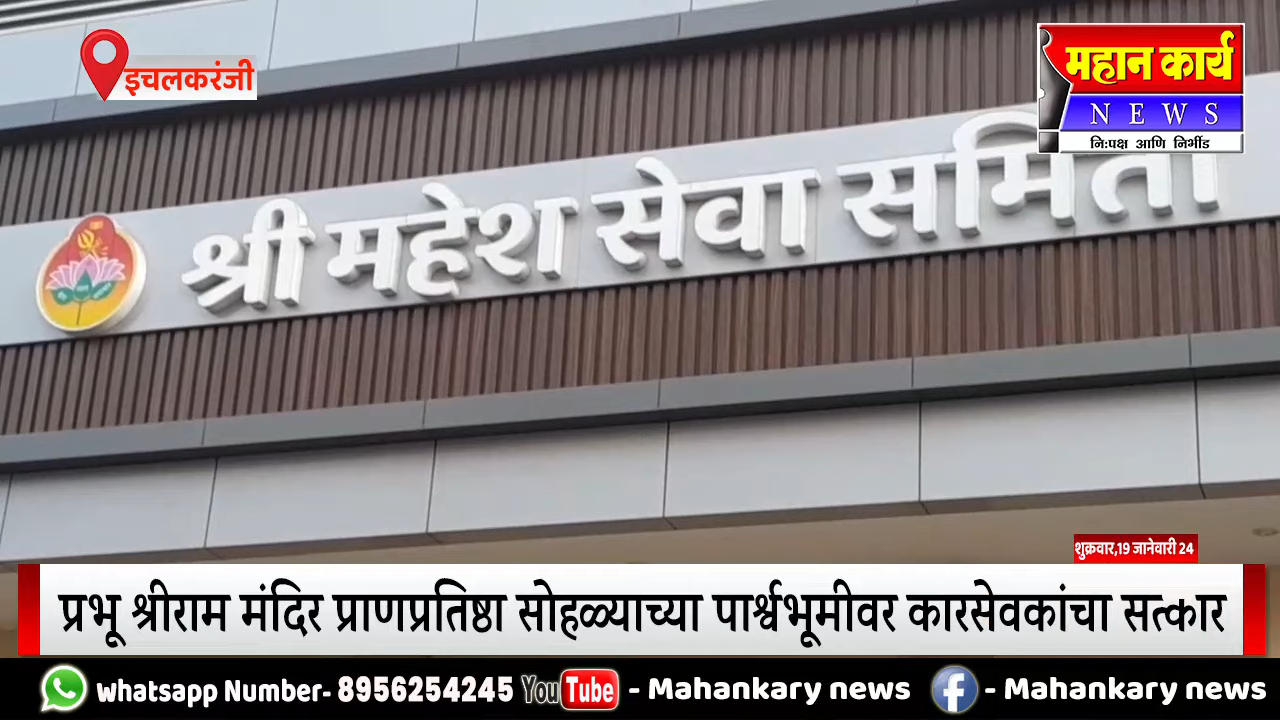 इचलकरंजी
महान कार्य
NEWS
नि:पक्ष आणि निर्भीड
श्री महेश सेवा समिती
शुक्रवार,19 जानेवारी 24
प्रभू श्रीराम मंदिर प्राणप्रतिष्ठा सोहळ्याच्या पार्श्वभूमीवर कारसेवकांचा सत्कार
Whatsapp Number- 8956254245 YouTube - Mahankary news f - Mahankary news